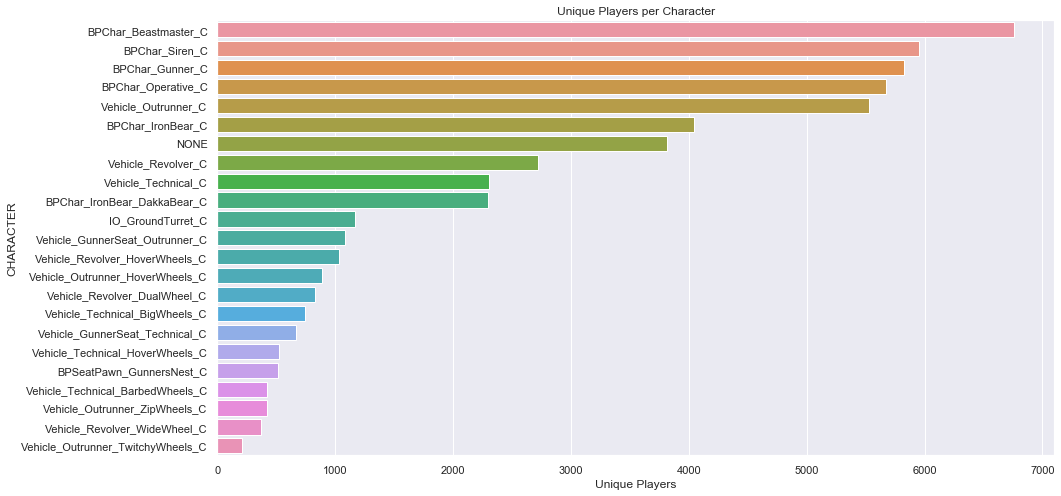 Unique Players per Character
CHARACTER
BPChar_Beastmaster_C
BPChar_Siren_C
BPChar_Gunner_C
BPChar_Operative_C
Vehicle_Outrunner_C
BPChar_IronBear_C
NONE
Vehicle_Revolver_C
Vehicle_Technical_C
BPChar_IronBear_DakkaBear_C
IO_GroundTurret_C
Vehicle_GunnerSeat_Outrunner_C
Vehicle_Revolver_HoverWheels_C
Vehicle_Outrunner_HoverWheels_C
Vehicle_Revolver_DualWheel_C
Vehicle_Technical_BigWheels_C
Vehicle_GunnerSeat_Technical_C
Vehicle_Technical_HoverWheels_C
BPSeatPawn_GunnersNest_C
Vehicle_Technical_BarbedWheels_C
Vehicle_Outrunner_ZipWheels_C
Vehicle_Revolver_WideWheel_C
Vehicle_Outrunner_TwitchyWheels_C
0 1000 2000 3000 4000 5000 6000 7000
Unique Players